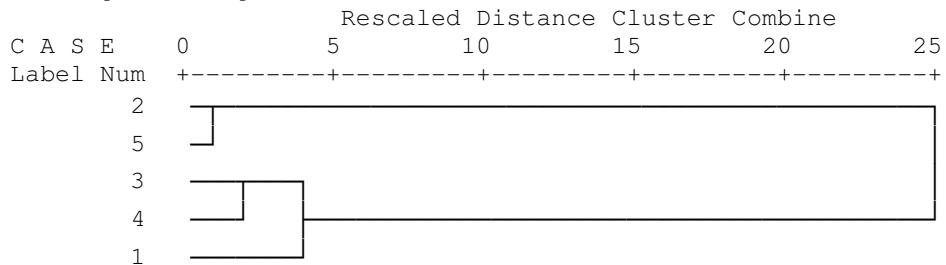 Rescaled Distance Cluster Combine
C A S E 0 5 10 15 20 25
Label Num +---------+---------+---------+---------+---------+
2
5
3
4
1